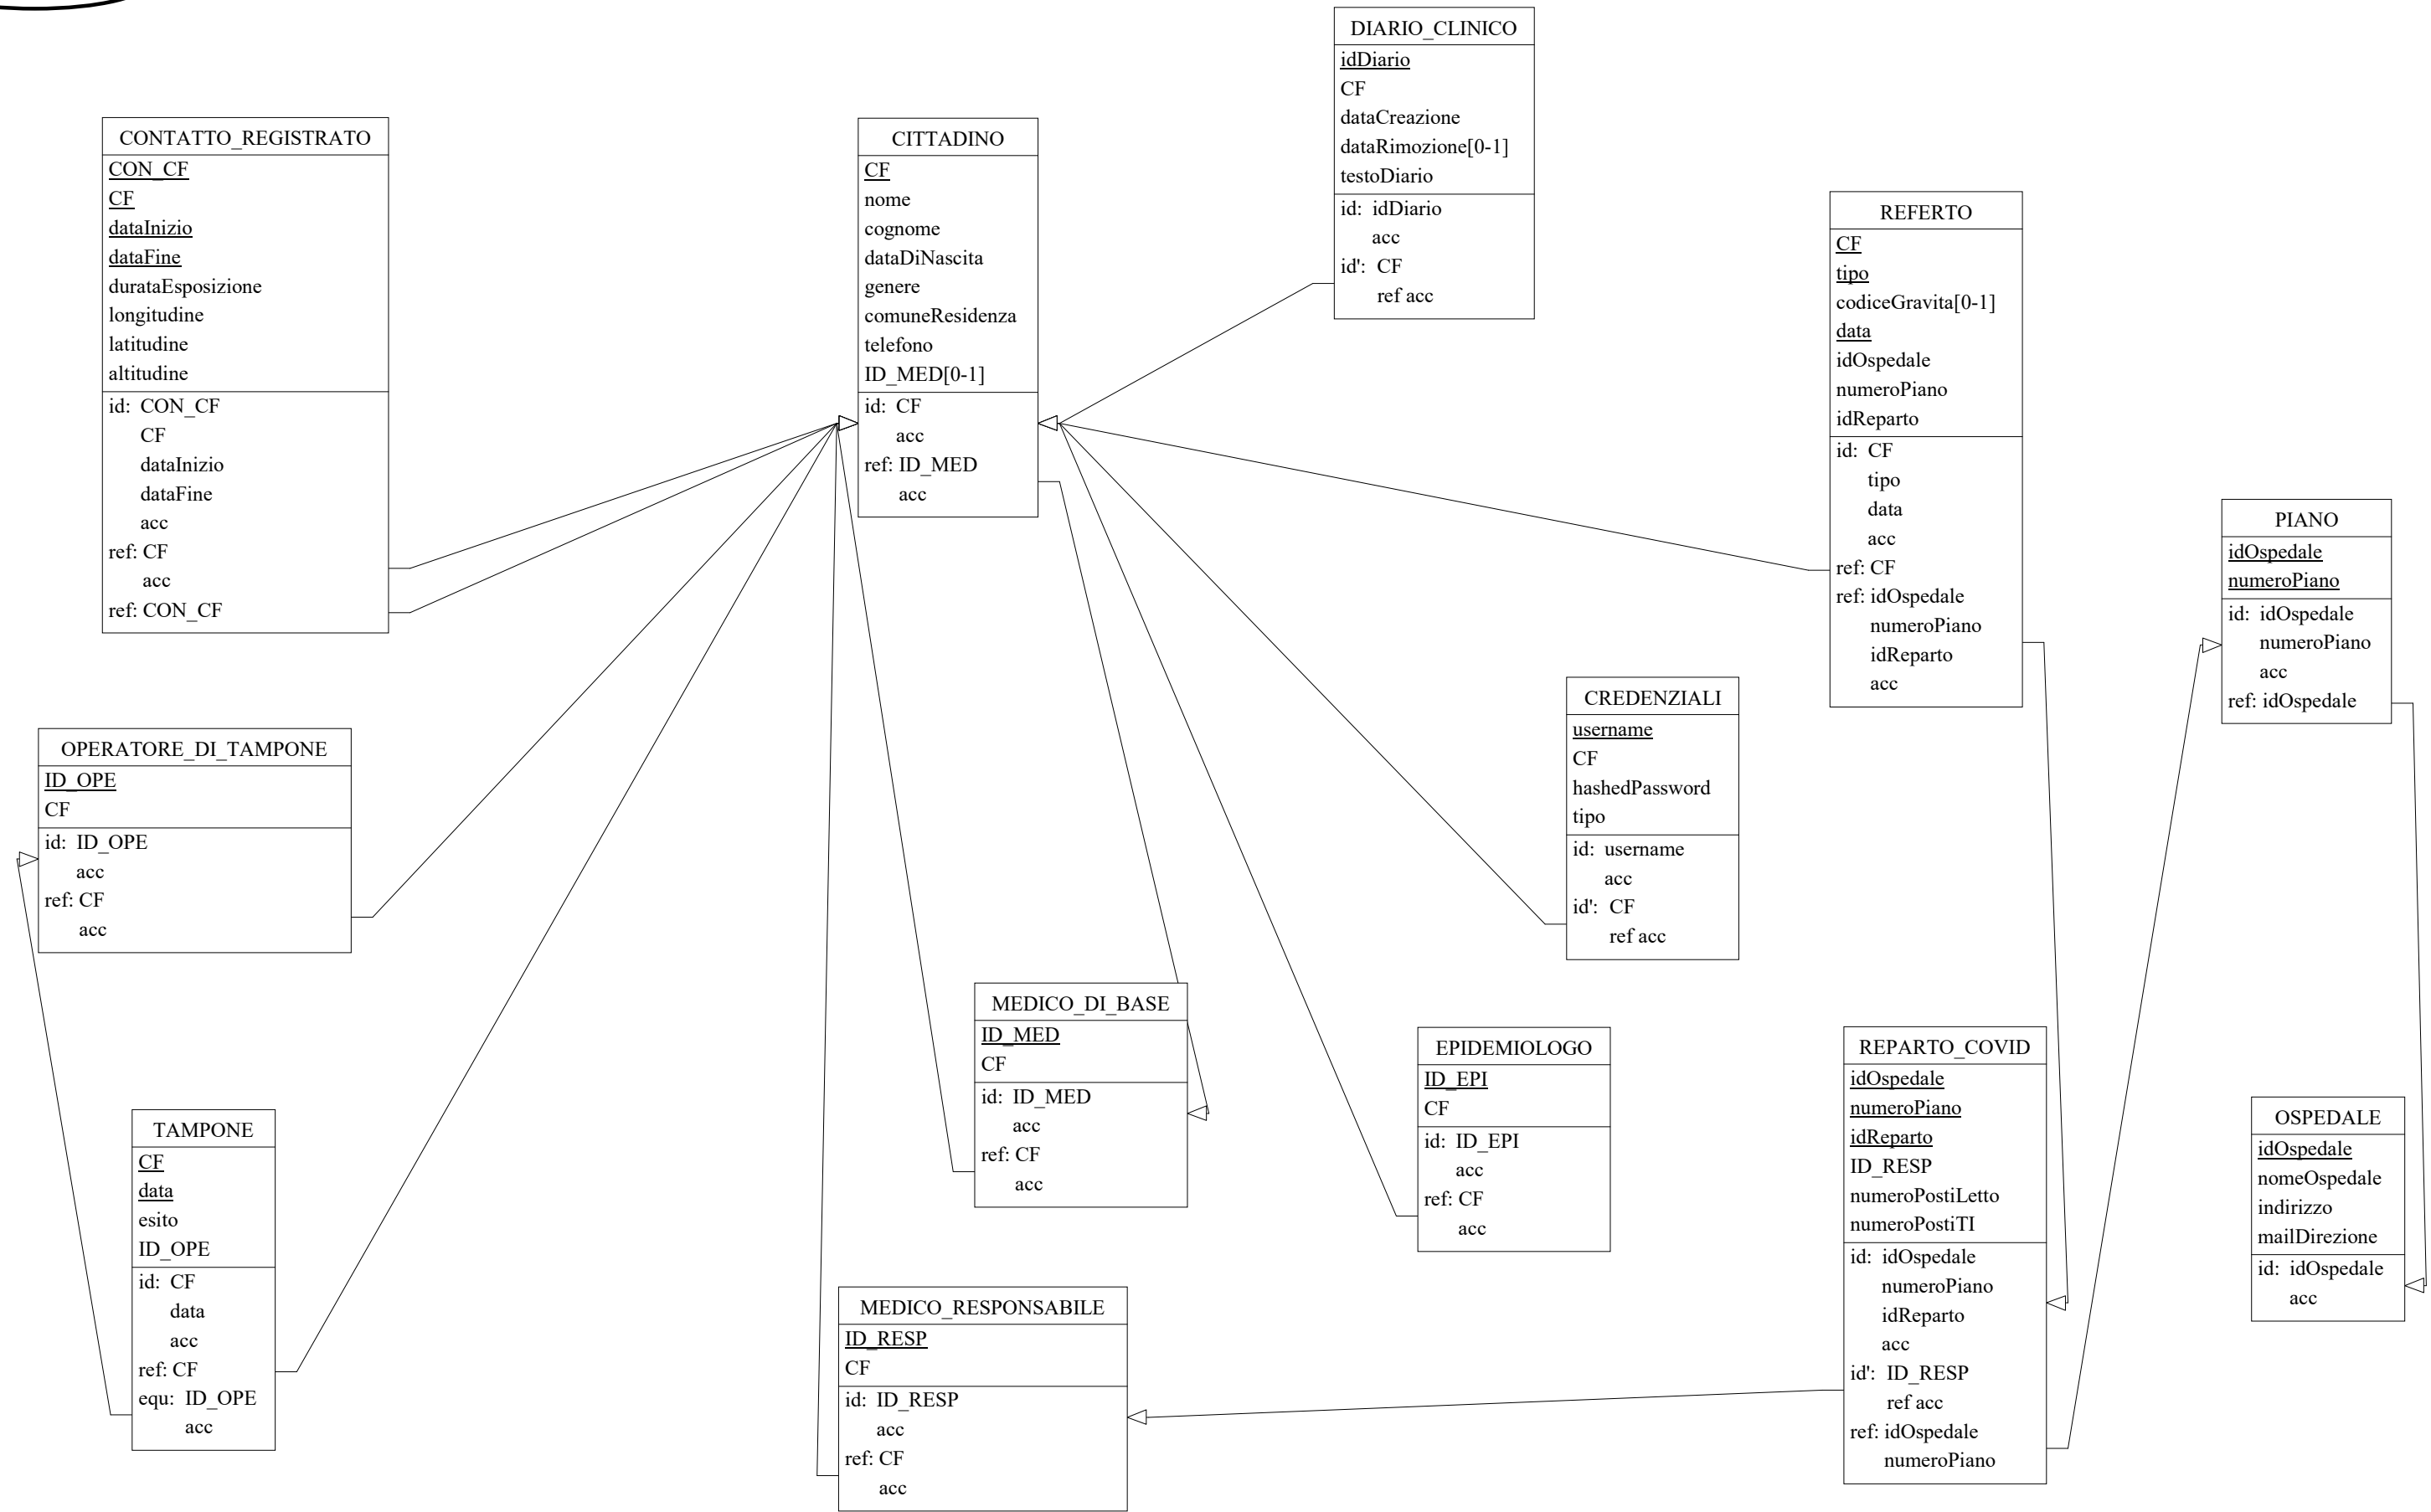 DIARIO_CLINICO
idDiario
CF
dataCreazione
dataRimozione[0-1]
testoDiario
id: idDiario
acc
id': CF
ref acc
CONTATTO_REGISTRATO
CON_CF
CF
dataInizio
dataFine
durataEsposizione
longitudine
latitudine
altitudine
id: CON_CF
CF
dataInizio
dataFine
acc
ref: CF
acc
ref: CON_CF
CITTADINO
CF
nome
cognome
dataDiNascita
genere
comuneResidenza
telefono
ID_MED[0-1]
id: CF
acc
ref: ID_MED
acc
REFERTO
CF
tipo
codiceGravita[0-1]
data
idOspedale
numeroPiano
idReparto
id: CF
tipo
data
acc
ref: CF
ref: idOspedale
numeroPiano
idReparto
acc
PIANO
idOspedale
numeroPiano
id: idOspedale
numeroPiano
acc
ref: idOspedale
CREDENZIALI
username
CF
hashedPassword
tipo
id: username
acc
id': CF
ref acc
OPERATORE_DI_TAMPONE
ID_OPE
CF
id: ID_OPE
acc
ref: CF
acc
MEDICO_DI_BASE
ID_MED
CF
id: ID_MED
acc
ref: CF
acc
EPIDEMIOLOGO
ID_EPI
CF
id: ID_EPI
acc
ref: CF
acc
REPARTO_COVID
idOspedale
numeroPiano
idReparto
ID_RESP
numeroPostiLetto
numeroPostiTI
id: idOspedale
numeroPiano
idReparto
acc
id': ID_RESP
ref acc
ref: idOspedale
numeroPiano
OSPEDALE
idOspedale
nomeOspedale
indirizzo
mailDirezione
id: idOspedale
acc
TAMPONE
CF
data
esito
ID_OPE
id: CF
data
acc
ref: CF
equ: ID_OPE
acc
MEDICO_RESPONSABILE
ID_RESP
CF
id: ID_RESP
acc
ref: CF
acc